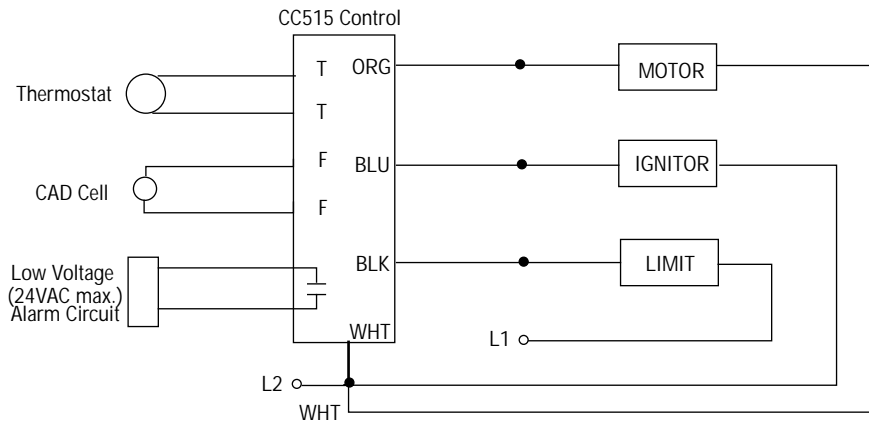 CC515 Control
T
ORG
MOTOR
Thermostat
T
F
BLU
IGNITOR
CAD Cell
F
BLK
LIMIT
Low Voltage
(24VAC max.)
Alarm Circuit
WHT
L1
L2
WHT